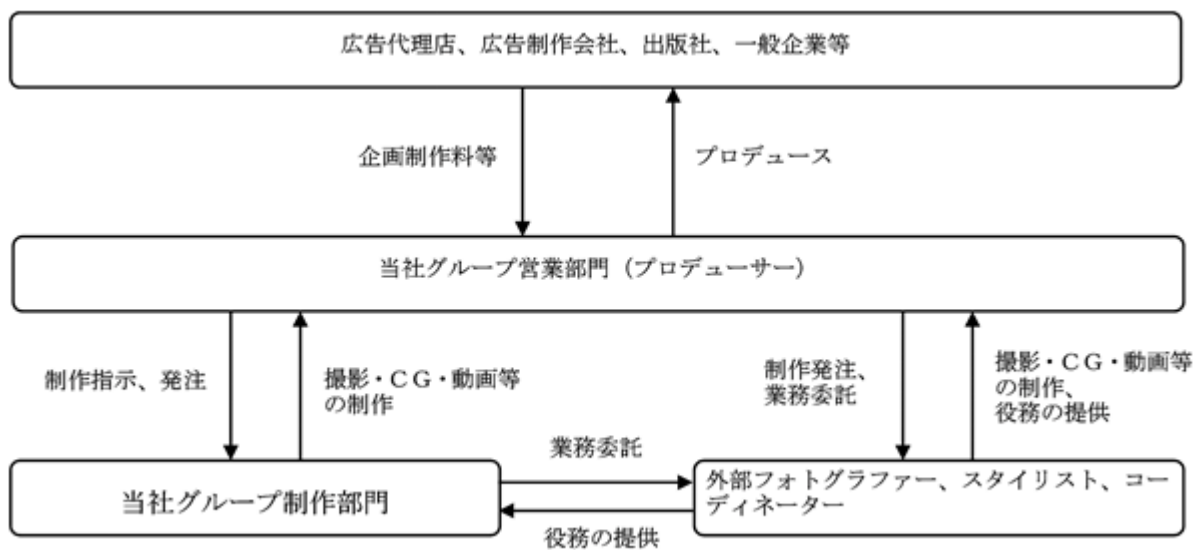 広告代理店、広告制作会社、出版社、一般企業等
企画制作料等
プロデュース
当社グループ営業部門（プロデューサー）
制作指示、発注
撮影・ＣＧ・動画等
の制作
制作発注、
業務委託
撮影・ＣＧ・動画等
の制作、
役務の提供
業務委託
当社グループ制作部門
外部フォトグラファー、スタイリスト、コー
ディネーター
役務の提供